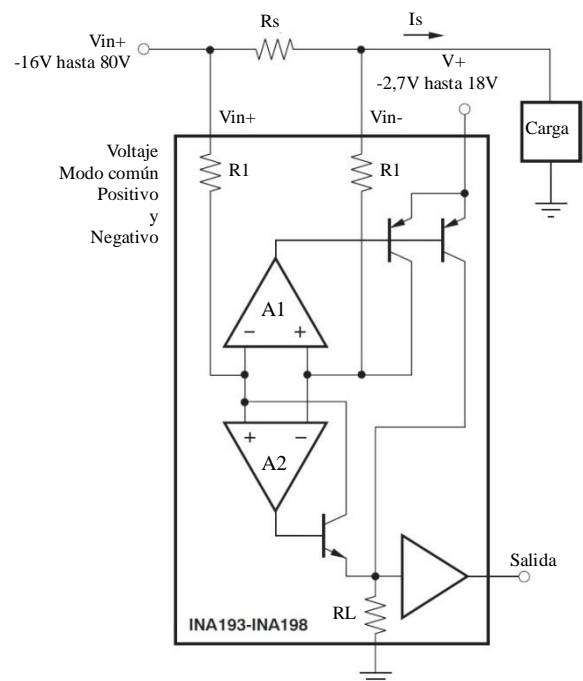 Vin+
-16V hasta 80V
Rs
Is
V+
-2,7V hasta 18V
Vin+
Vin-
Carga
Voltaje
Modo común
Positivo
y
Negativo
R1
R1
A1
− +
+ −
A2
Salida
RL
INA193-INA198